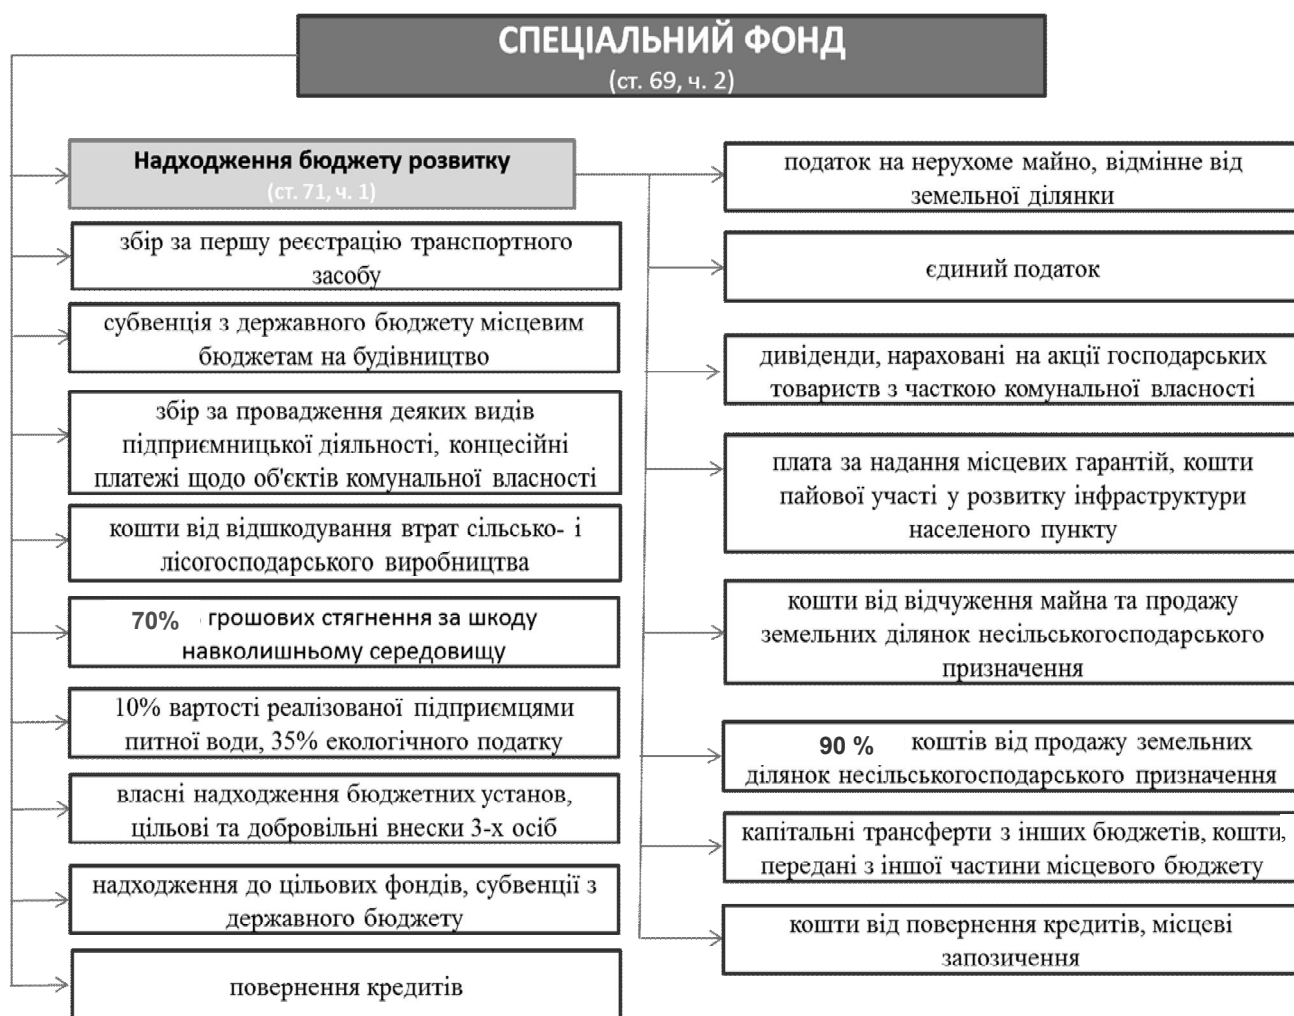 СПЕЦІАЛЬНИЙ ФОНД
(ст. 69, ч. 2)
Надходження бюджету розвитку
(ст. 71, ч. 1)
збір за першу реєстрацію транспортного
засобу
субвенція з державного бюджету місцевим
бюджетам на будівництво
збір за провадження деяких видів
підприємницької діяльності, концесійні
платежі щодо об'єктів комунальної власності
кошти від відшкодування втрат сільсько- і
лісогосподарського виробництва
70% грошових стягнення за шкоду
навколишньому середовищу
10% вартості реалізованої підприємцями
питної води, 35% екологічного податку
власні надходження бюджетних установ,
цільові та добровільні внески 3-х осіб
надходження до цільових фондів, субвенції з
державного бюджету
повернення кредитів
податок на нерухоме майно, відмінне від
земельної ділянки
єдиний податок
дивіденди, нараховані на акції господарських
товариств з часткою комунальної власності
плата за надання місцевих гарантій, кошти
пайової участі у розвитку інфраструктури
населеного пункту
кошти від відчуження майна та продажу
земельних ділянок несільськогосподарського
призначення
90 % коштів від продажу земельних
ділянок несільськогосподарського призначення
капітальні трансферти з інших бюджетів, кошти,
передані з іншої частини місцевого бюджету
кошти від повернення кредитів, місцеві
запозичення